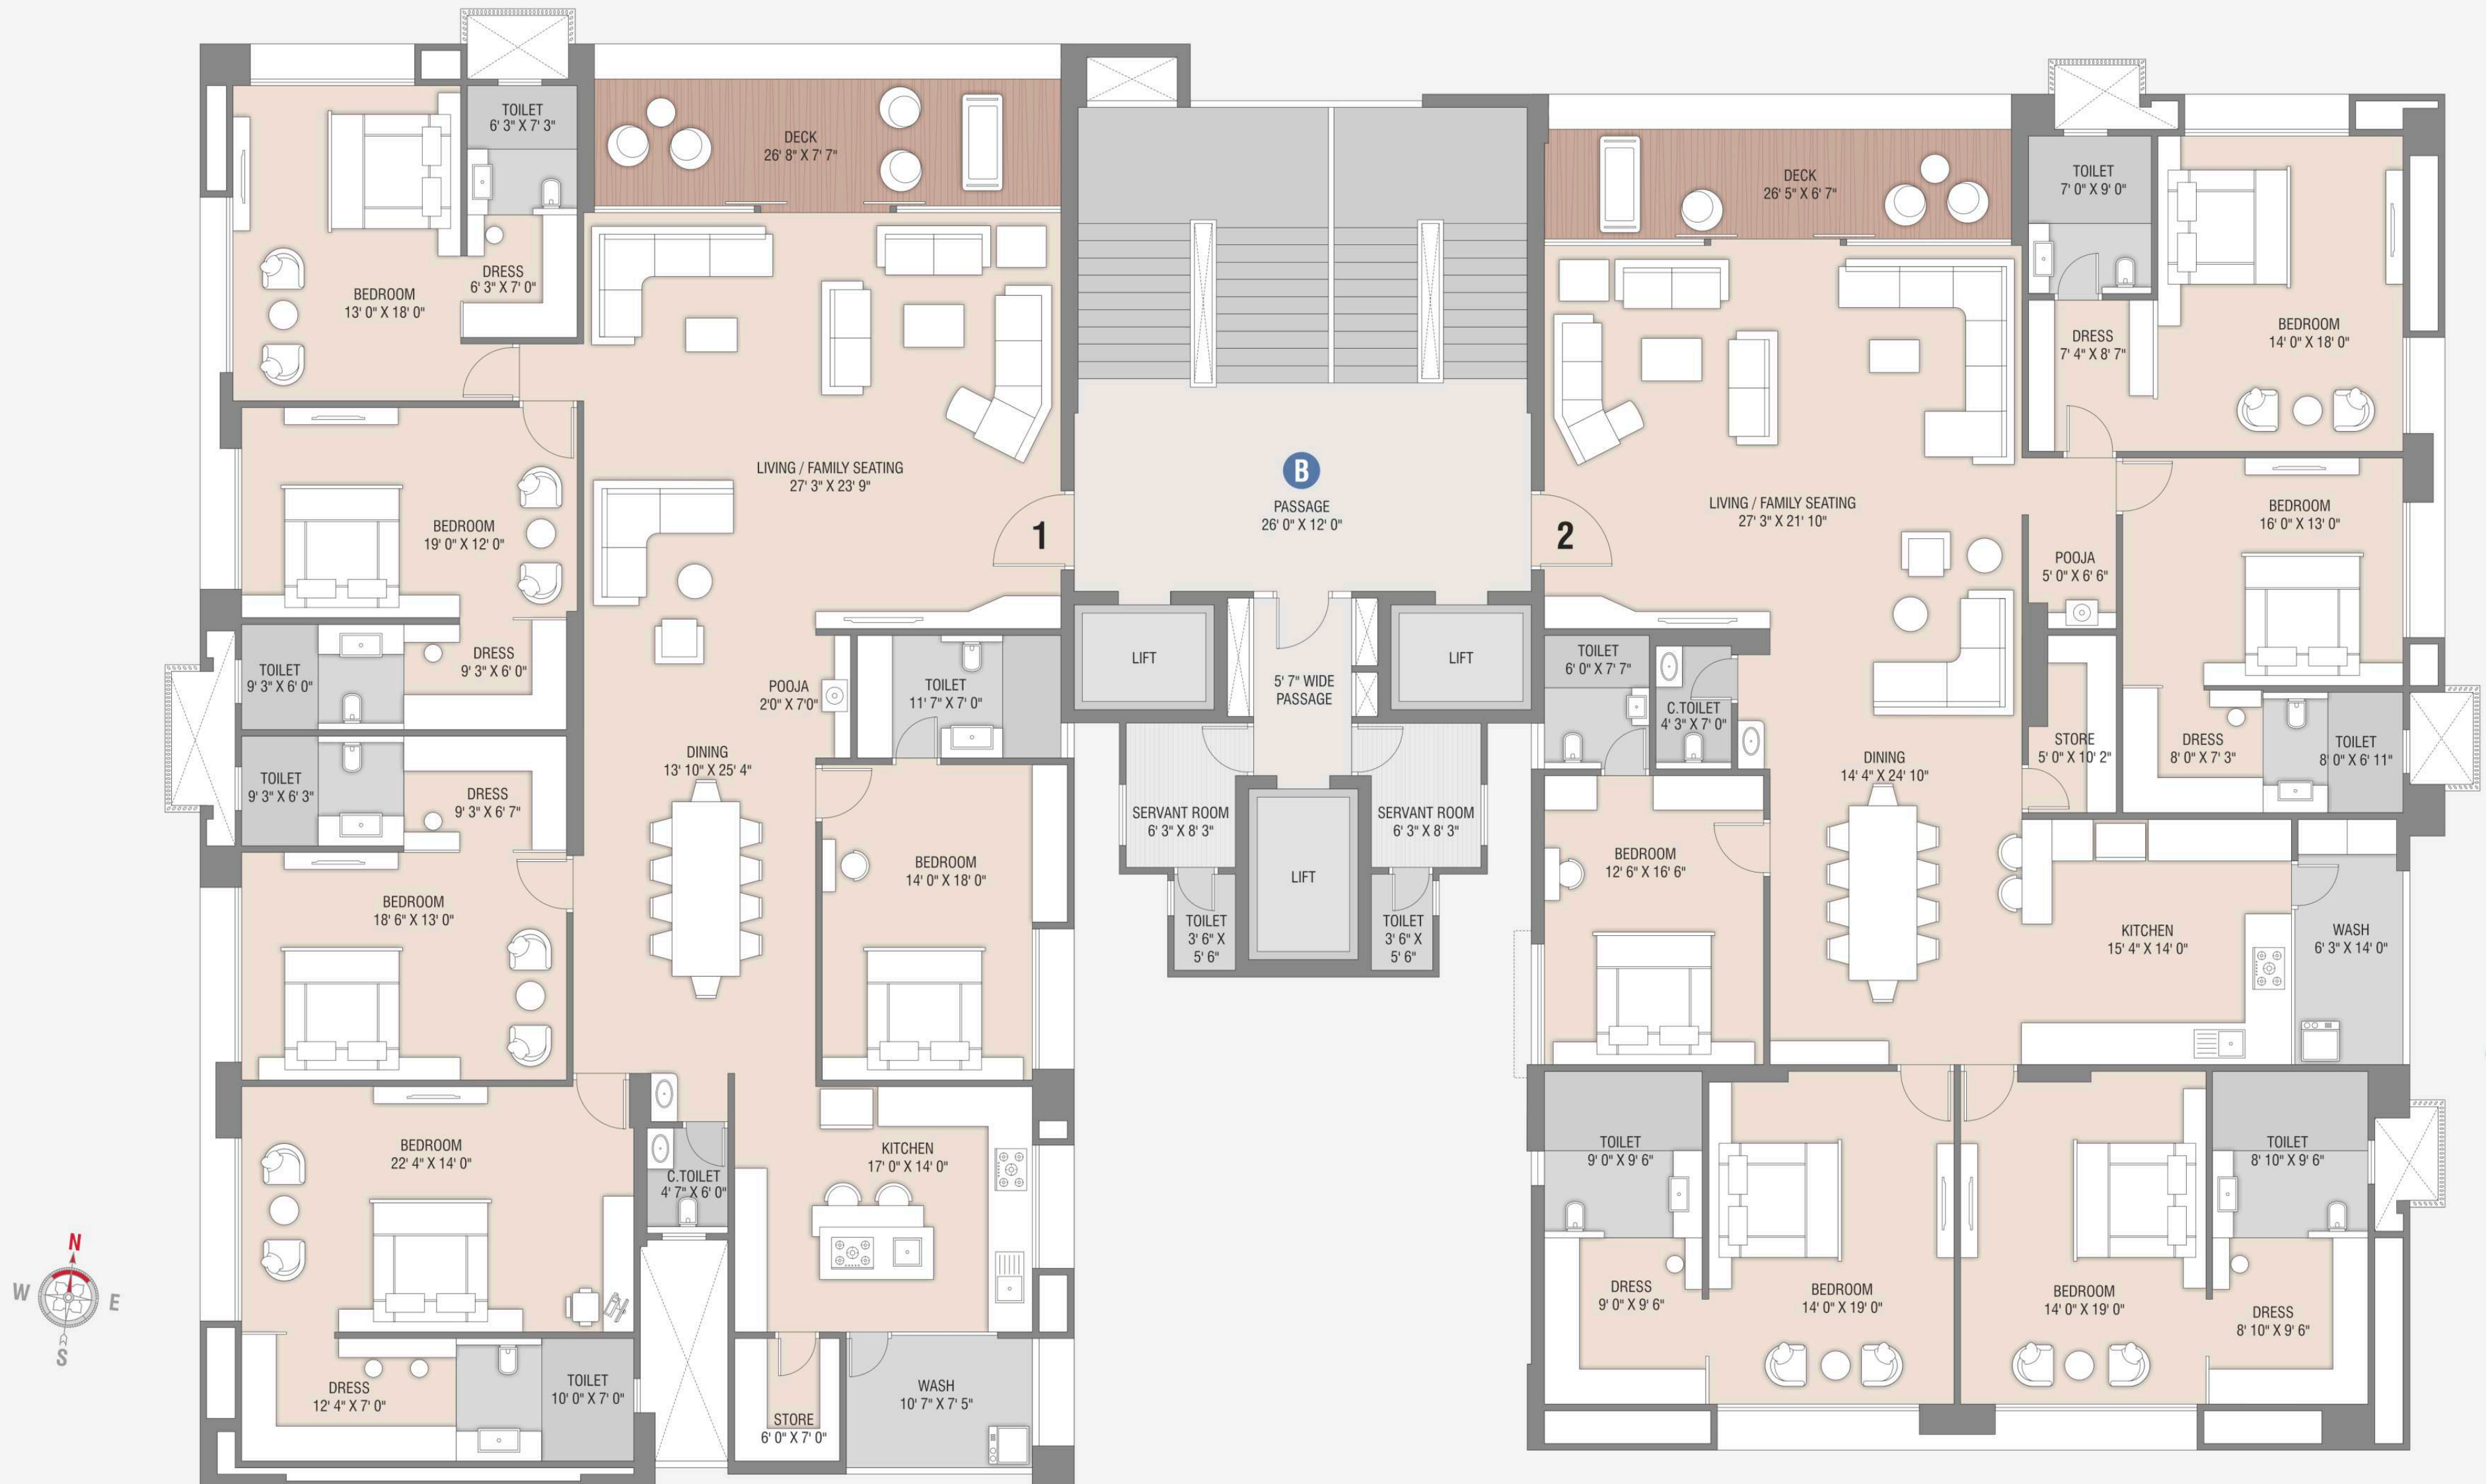 TOILET
6' 3" X 7' 3"
DECK
26' 8" X 7' 7"
DRESS
6' 3" X 7' 0"
BEDROOM
13' 0" X 18' 0"
LIVING / FAMILY SEATING
27' 3" X 23' 9"
BEDROOM
19' 0" X 12' 0"
1
DRESS
9' 3" X 6' 0"
TOILET
9' 3" X 6' 0"
POOJA
2'0" X 7'0"
TOILET
11' 7" X 7' 0"
DINING
13' 10" X 25' 4"
TOILET
9' 3" X 6' 3"
DRESS
9' 3" X 6' 7"
BEDROOM
14' 0" X 18' 0"
BEDROOM
18' 6" X 13' 0"
BEDROOM
22' 4" X 14' 0"
C.TOILET
4' 7" X 6' 0"
KITCHEN
17' 0" X 14' 0"
DRESS
12' 4" X 7' 0"
TOILET
10' 0" X 7' 0"
STORE
6' 0" X 7' 0"
WASH
10' 7" X 7' 5"
N
W
E
S
B
PASSAGE
26' 0" X 12' 0"
LIFT
5' 7" WIDE
PASSAGE
LIFT
SERVANT ROOM
6' 3" X 8' 3"
SERVANT ROOM
6' 3" X 8' 3"
LIFT
TOILET
3' 6" X
5' 6"
TOILET
3' 6" X
5' 6"
DECK
26' 5" X 6' 7"
TOILET
7' 0" X 9' 0"
DRESS
7' 4" X 8' 7"
BEDROOM
14' 0" X 18' 0"
LIVING / FAMILY SEATING
27' 3" X 21' 10"
2
BEDROOM
16' 0" X 13' 0"
POOJA
5' 0" X 6' 6"
TOILET
6' 0" X 7' 7"
C.TOILET
4' 3" X 7' 0"
STORE
5' 0" X 10' 2"
DRESS
8' 0" X 7' 3"
TOILET
8' 0" X 6' 11"
DINING
14' 4" X 24' 10"
BEDROOM
12' 6" X 16' 6"
KITCHEN
15' 4" X 14' 0"
WASH
6' 3" X 14' 0"
TOILET
9' 0" X 9' 6"
TOILET
8' 10" X 9' 6"
DRESS
9' 0" X 9' 6"
BEDROOM
14' 0" X 19' 0"
BEDROOM
14' 0" X 19' 0"
DRESS
8' 10" X 9' 6"